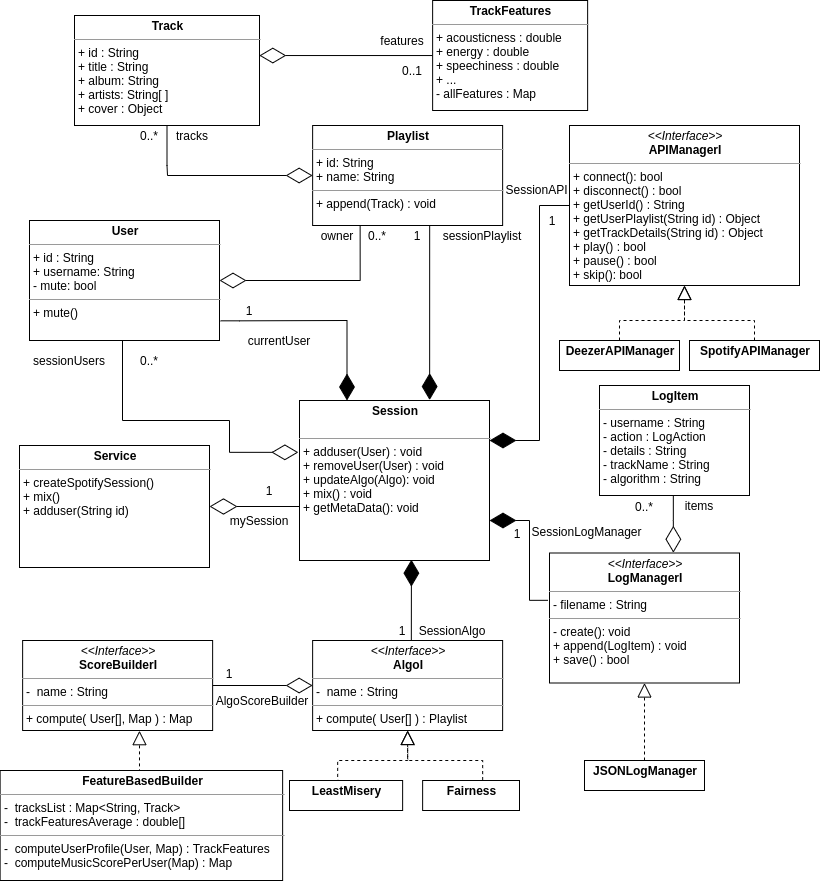 Track
+ id : String
+ title : String
+ album: String
+ artists: String[ ]
+ cover : Object
features
0..1
TrackFeatures
+ acousticness : double
+ energy : double
+ speechiness : double
+ ...
- allFeatures : Map
0..*
tracks
Playlist
+ id: String
+ name: String
+ append(Track) : void
SessionAPI
1
<<Interface>>
APIManagerI
+ connect(): bool
+ disconnect() : bool
+ getUserId() : String
+ getUserPlaylist(String id) : Object
+ getTrackDetails(String id) : Object
+ play() : bool
+ pause() : bool
+ skip(): bool
User
+ id : String
+ username: String
- mute: bool
+ mute()
owner
0..*
1
sessionPlaylist
1
currentUser
sessionUsers
0..*
DeezerAPIManager
SpotifyAPIManager
Session
+ adduser(User) : void
+ removeUser(User) : void
+ updateAlgo(Algo): void
+ mix() : void
+ getMetaData(): void
LogItem
- username : String
- action : LogAction
- details : String
- trackName : String
- algorithm : String
Service
+ createSpotifySession()
+ mix()
+ adduser(String id)
1
mySession
0..*
items
SessionLogManager
1
<<Interface>>
LogManagerI
- filename : String
- create(): void
+ append(LogItem) : void
+ save() : bool
1
SessionAlgo
<<Interface>>
ScoreBuilderI
-  name : String
+ compute( User[], Map ) : Map
1
AlgoScoreBuilder
<<Interface>>
AlgoI
-  name : String
+ compute( User[] ) : Playlist
FeatureBasedBuilder
-  tracksList : Map<String, Track>
-  trackFeaturesAverage : double[]
-  computeUserProfile(User, Map) : TrackFeatures
-  computeMusicScorePerUser(Map) : Map
LeastMisery
Fairness
JSONLogManager